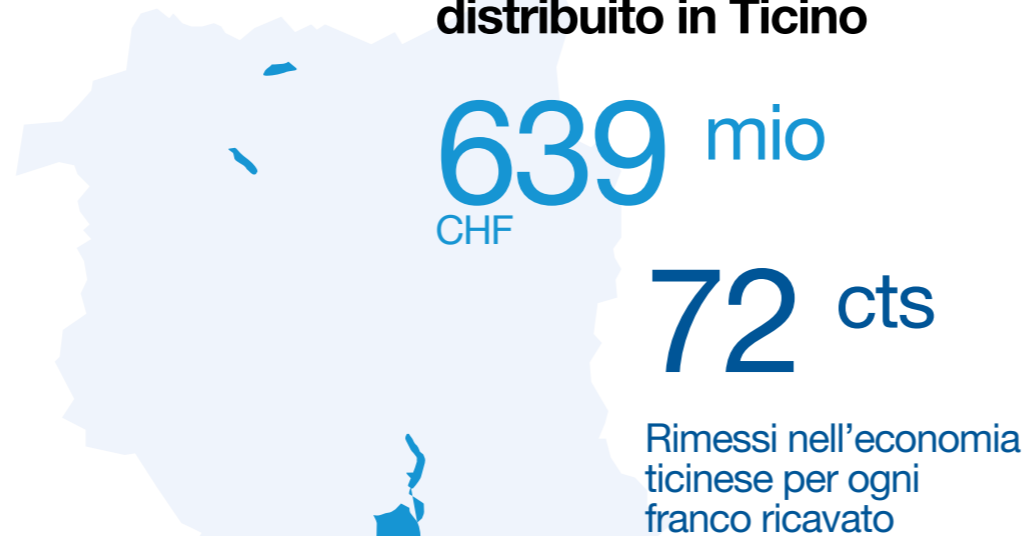 distribuito in Ticino
639 mio
CHF
72 cts
Rimessi nell’economia
ticinese per ogni
franco ricavato